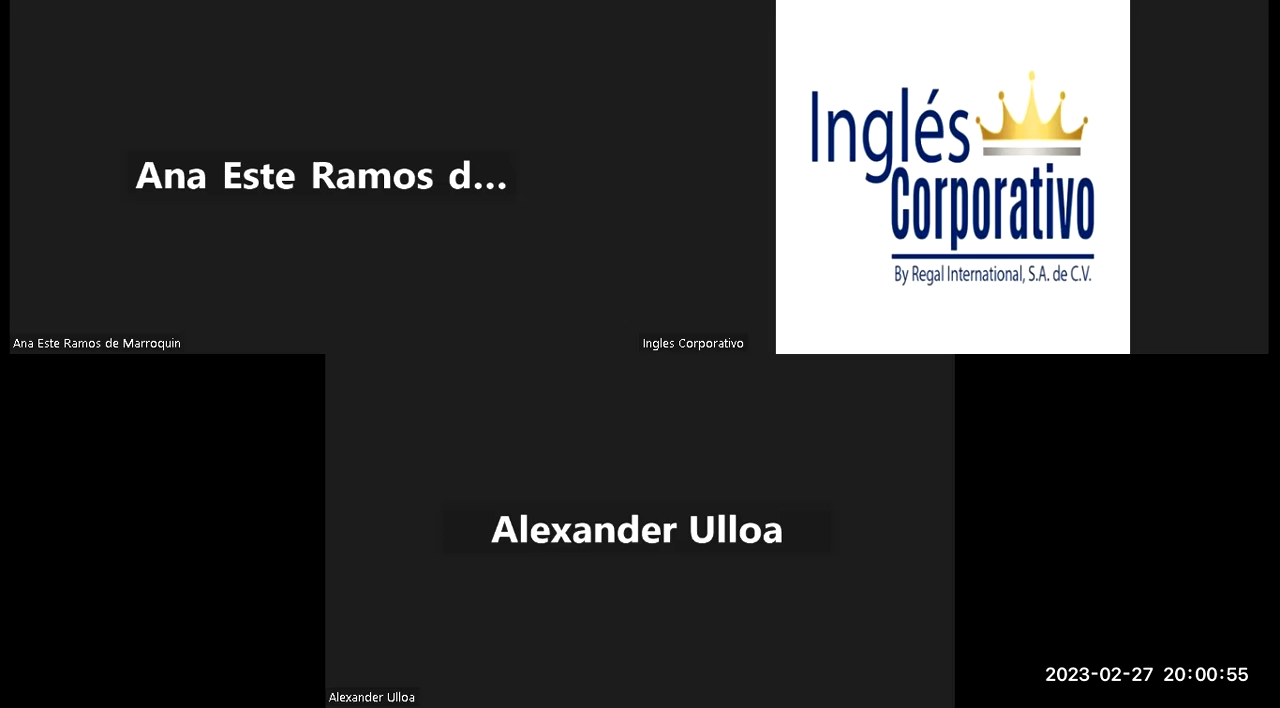 Ana Este Ramos d...
Ana Este Ramos de Marroquin
Inglés
Corporativo
By Regal International, S.A. de C.V.
Ingles Corporativo
Alexander Ulloa
Alexander Ulloa
2023-02-27 20:00:55